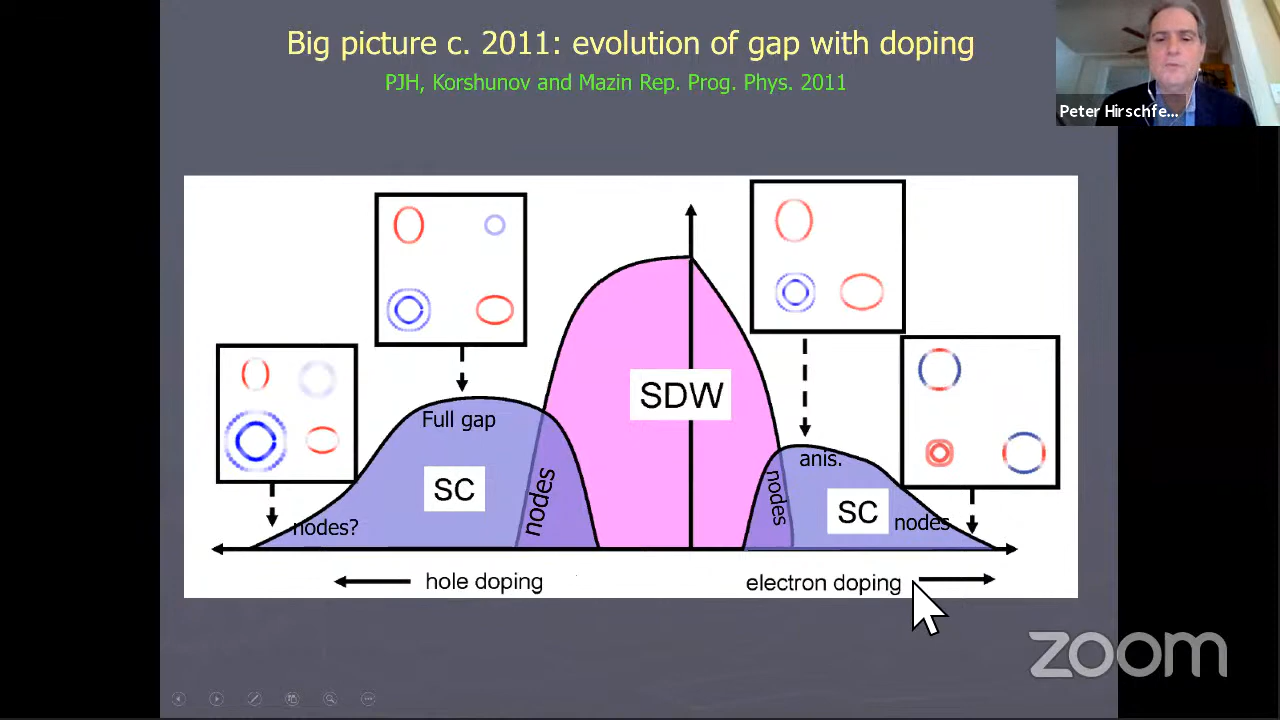 Big picture c. 2011: evolution of gap with doping
PJH, Korshunov and Mazin Rep. Prog. Phys. 2011
Peter Hirschfe...
SDW
Full gap
anis.
SC
nodes
nodes
SC
nodes
nodes?
hole doping
electron doping
zoom